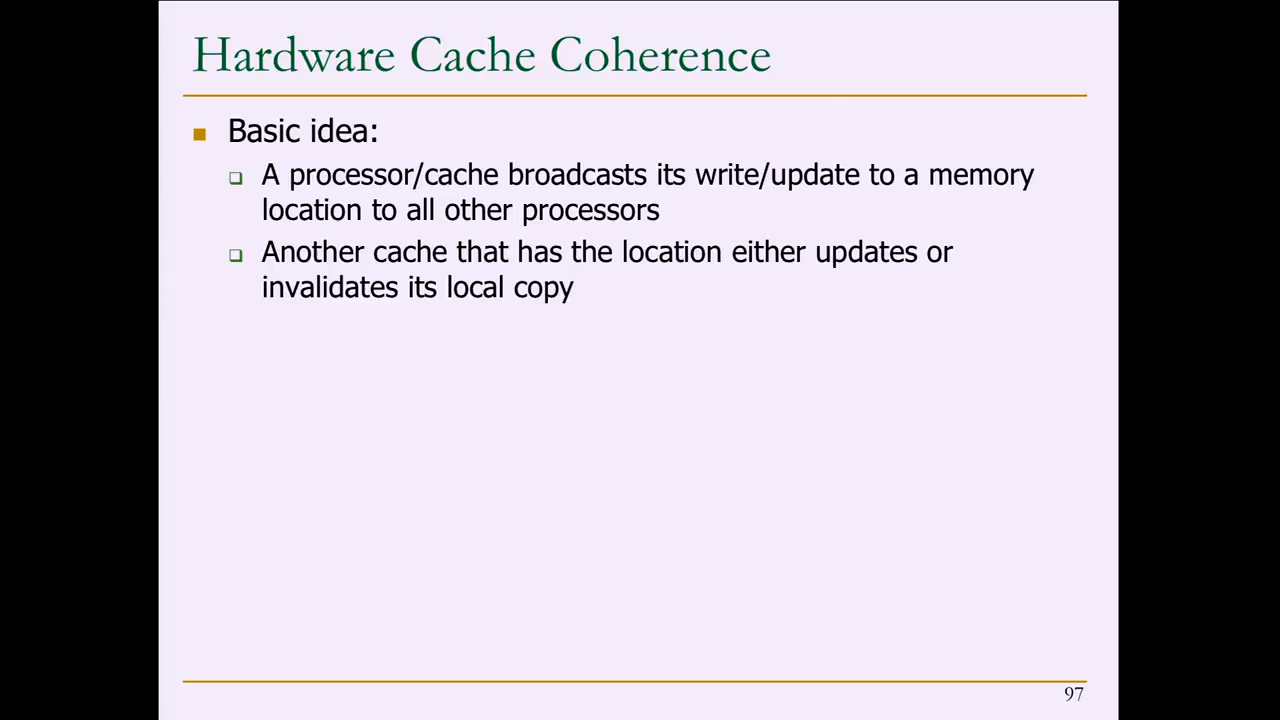 Hardware Cache Coherence
Basic idea:
A processor/cache broadcasts its write/update to a memory
location to all other processors
Another cache that has the location either updates or
invalidates its local copy
97